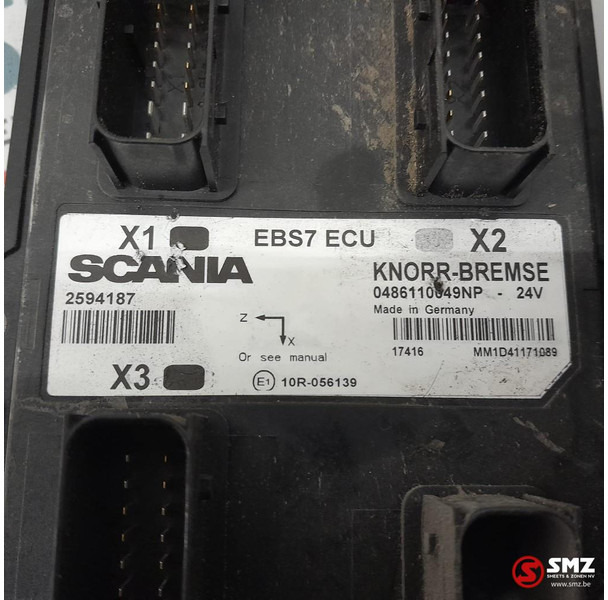 X1 EBS7 ECU X2
SCANIA
KNORR-BREMSE
2594187
0486110049NP - 24V
Made in Germany
Z
X
Or see manual
17416 MM1D41171089
X3
E1 10R-056139
SMZ
SMEETS & ZONEN NV
www.smz.be